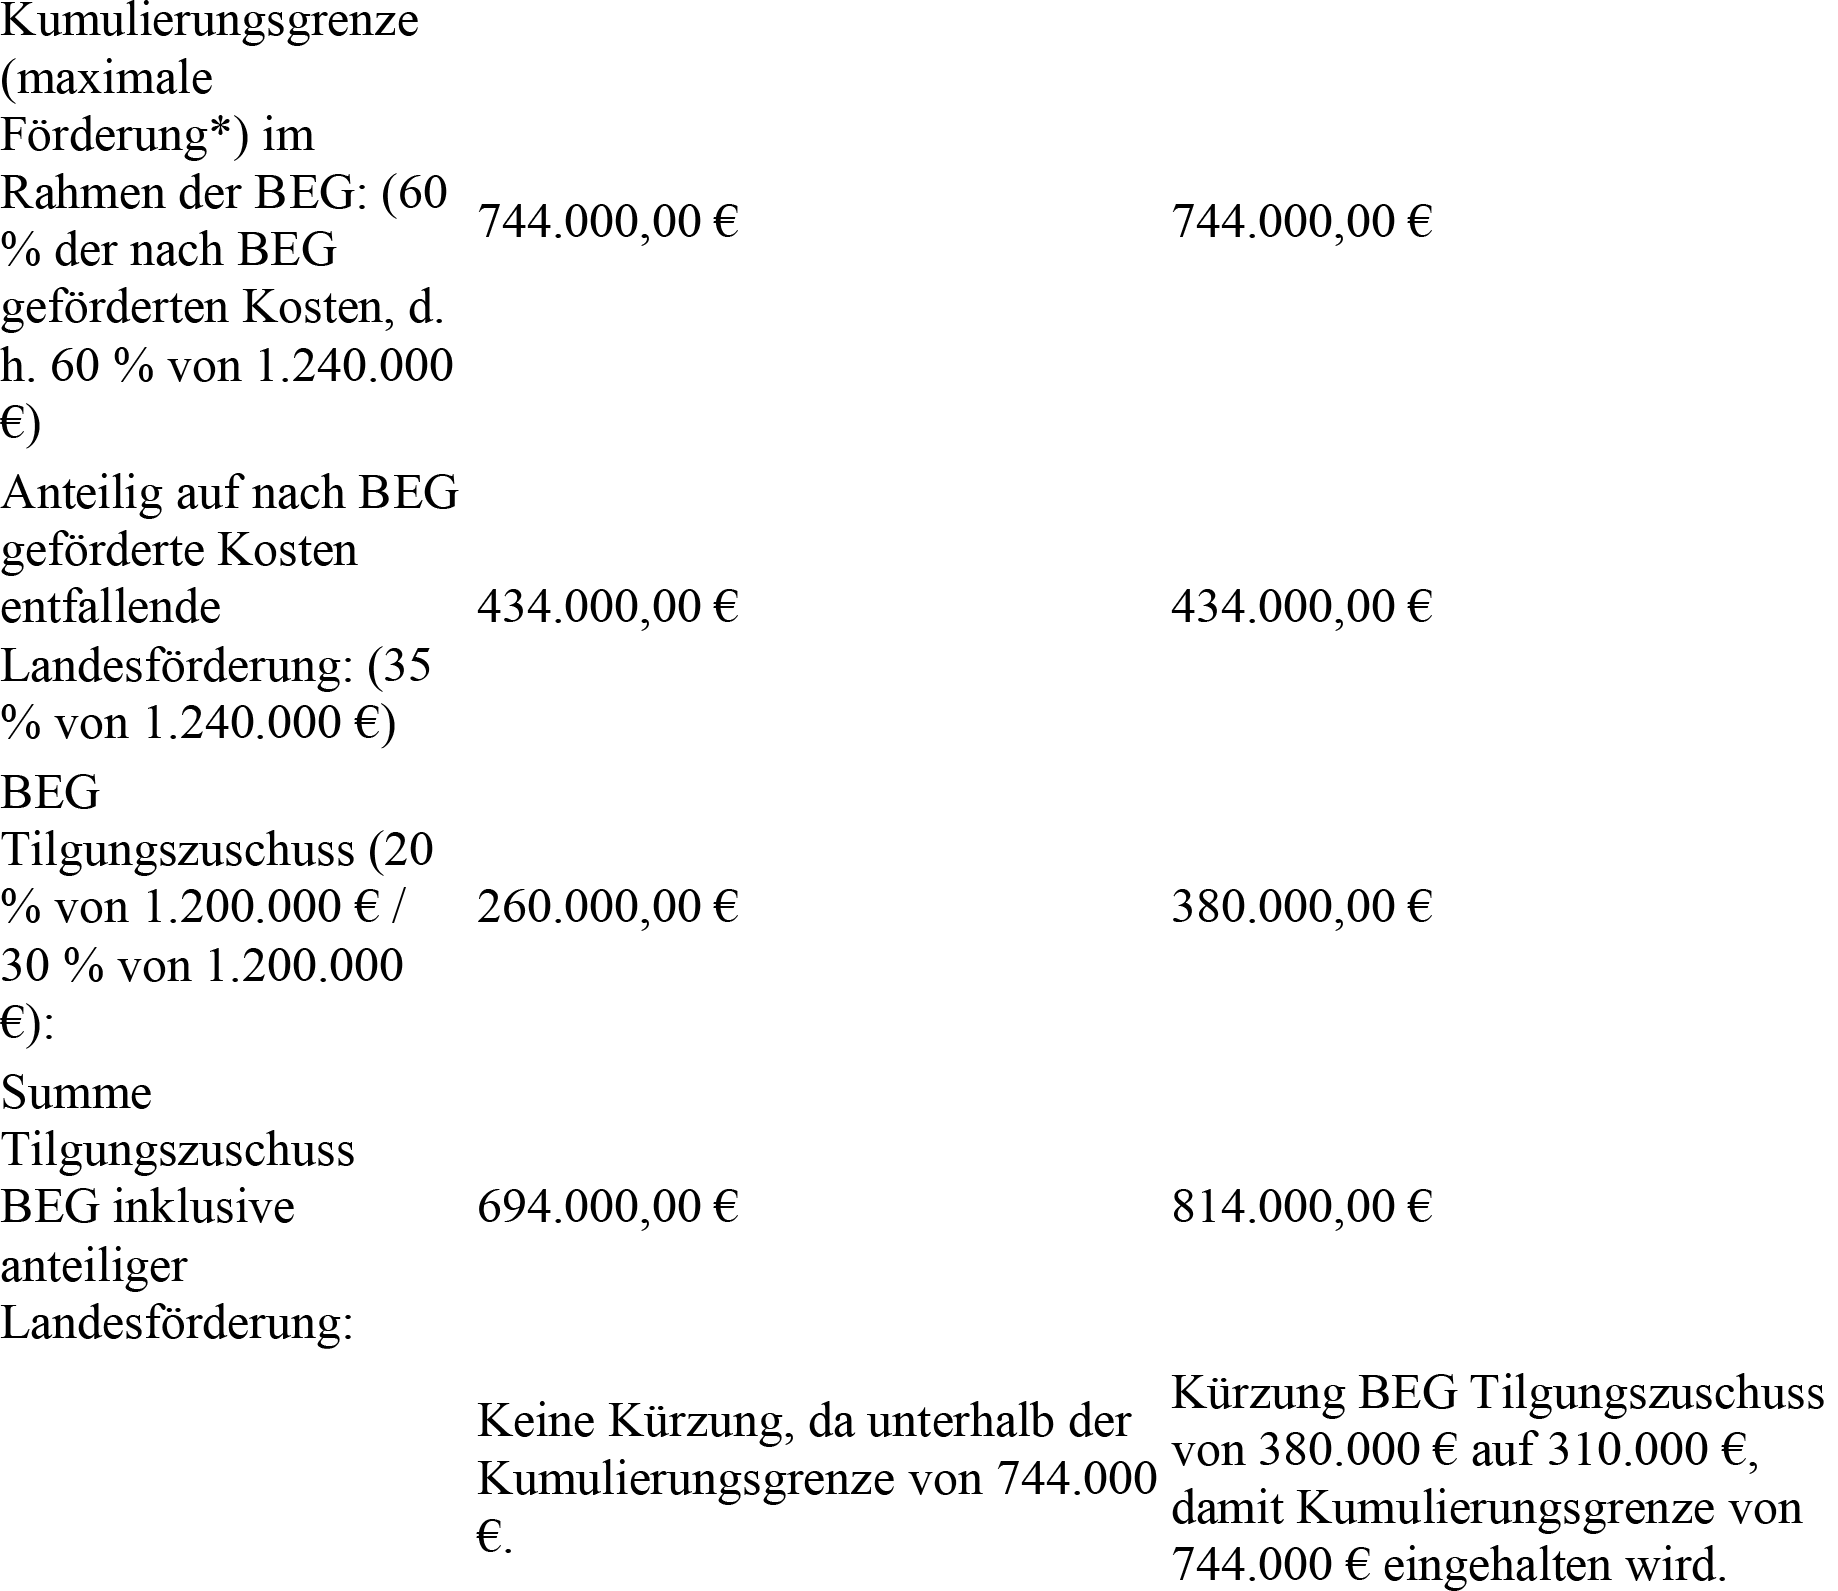 Kumulierungsgrenze
(maximale
Förderung*) im
Rahmen der BEG: (60
% der nach BEG
geförderten Kosten, d.
h. 60 % von 1.240.000
€)
744.000,00 €
744.000,00 €
Anteilig auf nach BEG
geförderte Kosten
entfallende
Landesförderung: (35
% von 1.240.000 €)
434.000,00 €
434.000,00 €
BEG
Tilgungszuschuss (20
% von 1.200.000 € /
30 % von 1.200.000
€):
260.000,00 €
380.000,00 €
Summe
Tilgungszuschuss
BEG inklusive
anteiliger
Landesförderung:
694.000,00 €
814.000,00 €
Keine Kürzung, da unterhalb der
Kumulierungsgrenze von 744.000
€.
Kürzung BEG Tilgungszuschuss
von 380.000 € auf 310.000 €,
damit Kumulierungsgrenze von
744.000 € eingehalten wird.